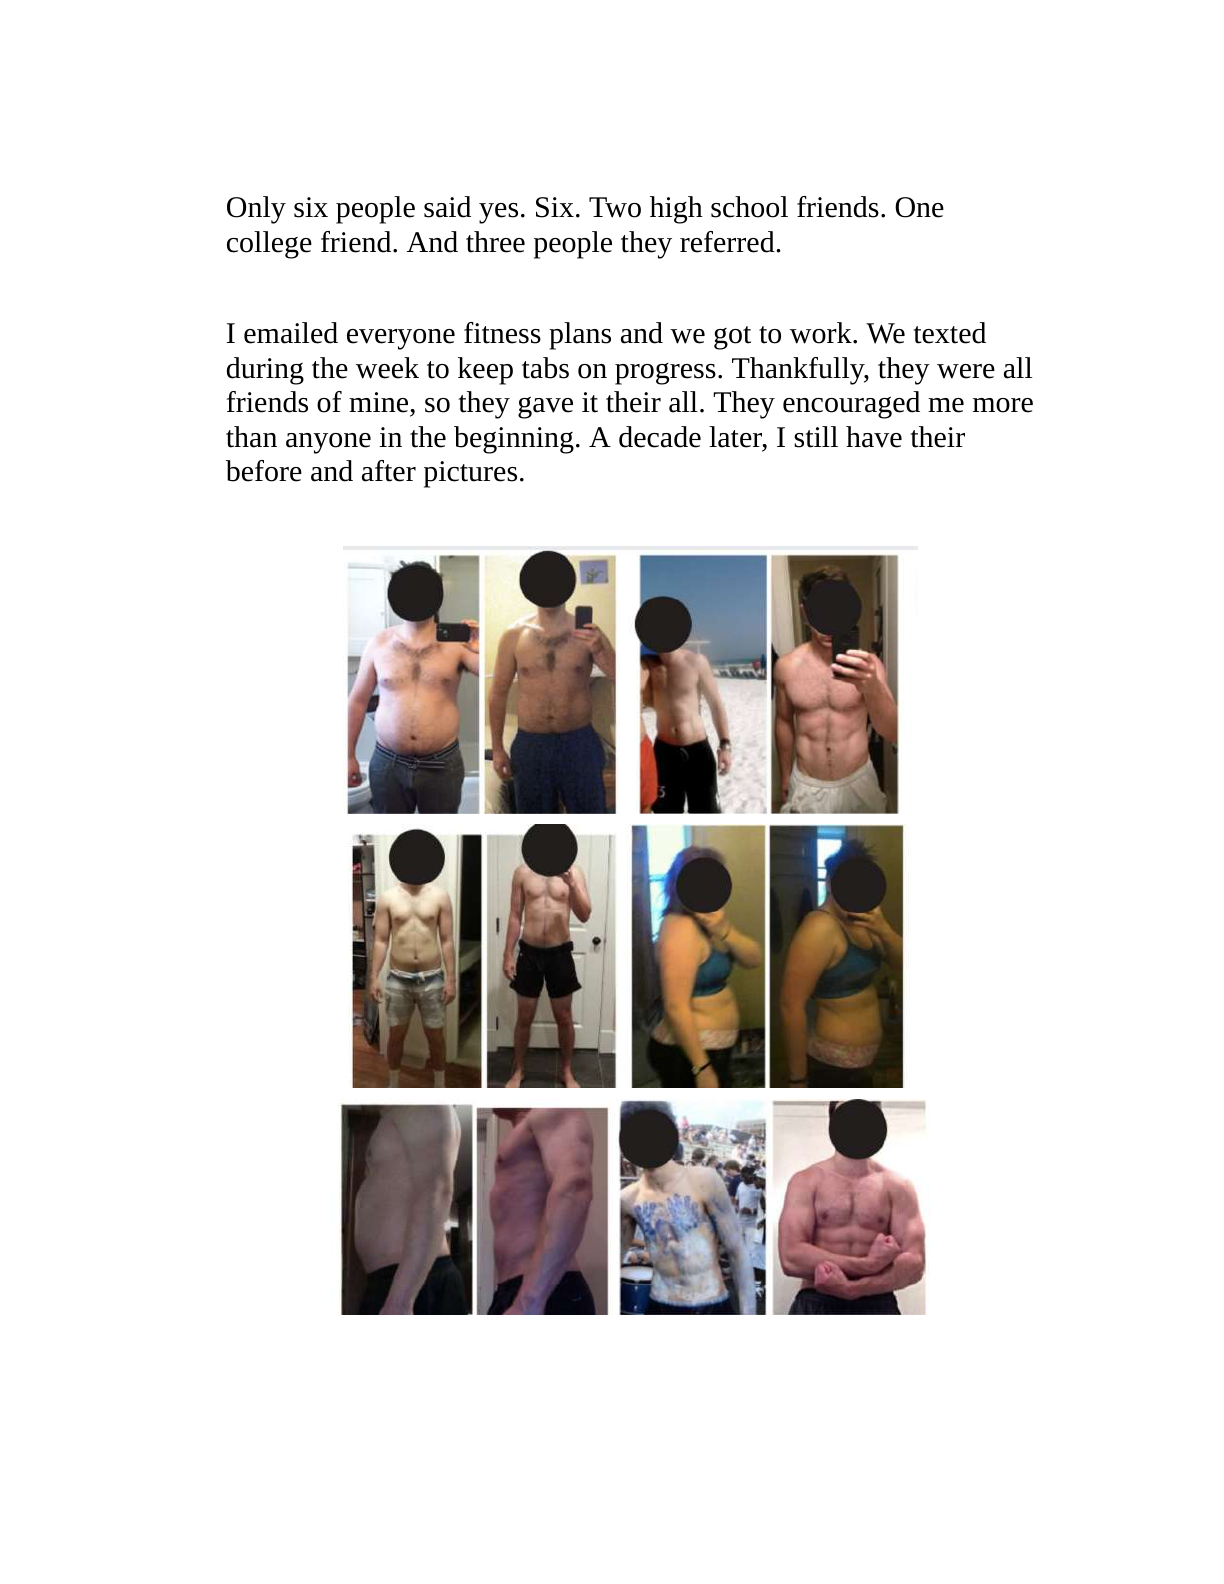 Only six people said yes. Six. Two high school friends. One
college friend. And three people they referred.
I emailed everyone fitness plans and we got to work. We texted
during the week to keep tabs on progress. Thankfully, they were all
friends of mine, so they gave it their all. They encouraged me more
than anyone in the beginning. A decade later, I still have their
before and after pictures.